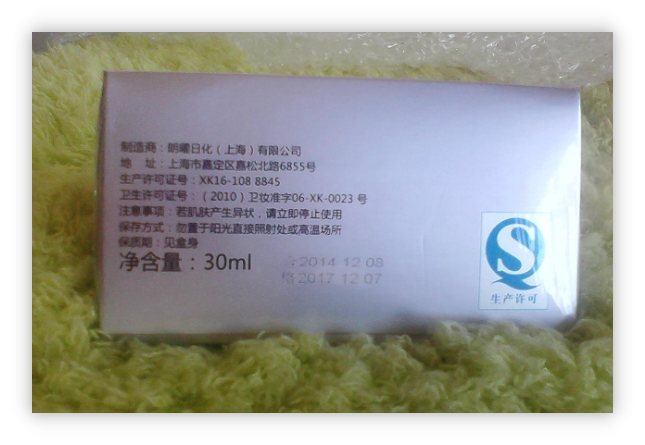 制造商：明曜日化（上海）有限公司
地 址：上海市嘉定区嘉松北路6855号
生产许可证号：XK16-108 8845
卫生许可证号：（2010）卫妆准字06-XK-0023 号
注意事项：若肌肤产生异状，请立即停止使用
保存方式：勿置于阳光直接照射处或高温场所
保质期：见盒身
净含量：30ml
合2014 12 08
格2017 12 07
S
生产许可